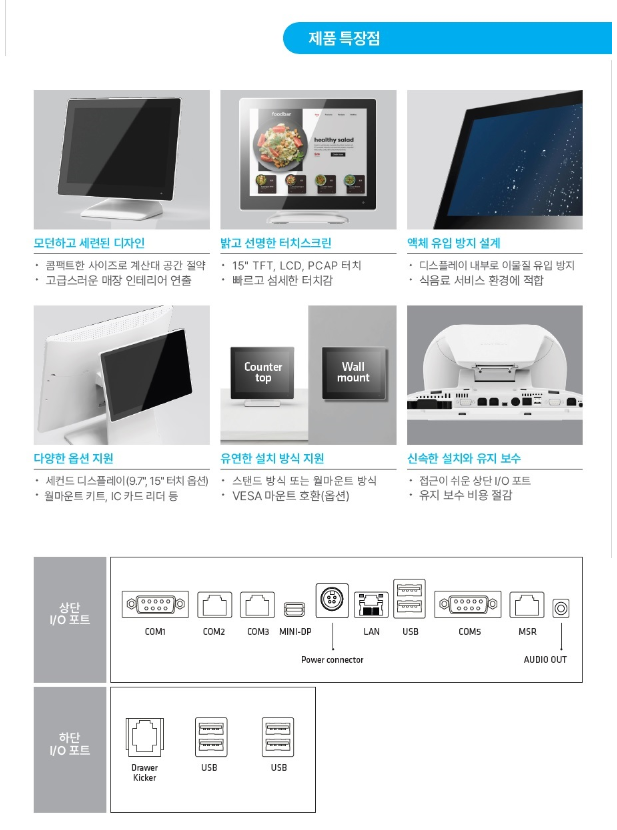 제품 특장점
foodbar
healthy salad
모던하고 세련된 디자인
· 콤팩트한 사이즈로 계산대 공간 절약
· 고급스러운 매장 인테리어 연출
밝고 선명한 터치스크린
· 15" TFT, LCD, PCAP 터치
· 빠르고 섬세한 터치감
액체 유입 방지 설계
· 디스플레이 내부로 이물질 유입 방지
· 식음료 서비스 환경에 적합
Counter
top
Wall
mount
다양한 옵션 지원
· 세컨드 디스플레이(9.7", 15" 터치 옵션)
· 월마운트 키트, IC 카드 리더 등
유연한 설치 방식 지원
· 스탠드 방식 또는 월마운트 방식
· VESA 마운트 호환(옵션)
신속한 설치와 유지 보수
· 접근이 쉬운 상단 I/O 포트
· 유지 보수 비용 절감
상단
I/O 포트
COM1
COM2
COM3
MINI-DP
Power connector
LAN
USB
COM5
MSR
AUDIO OUT
하단
I/O 포트
Drawer
Kicker
USB
USB